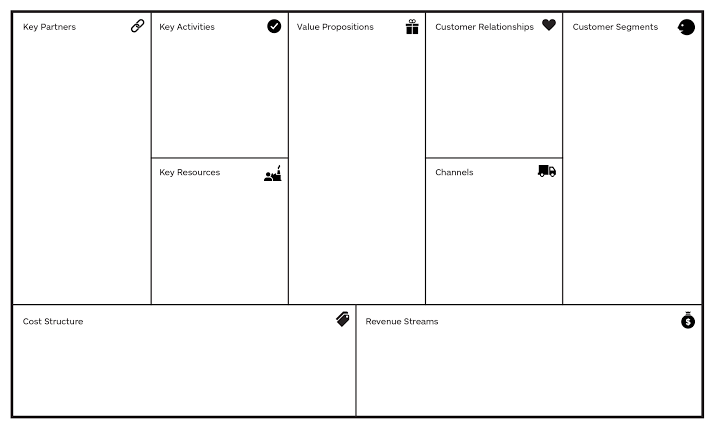 Key Partners
Key Activities
Value Propositions
Customer Relationships
Customer Segments
Key Resources
Channels
Cost Structure
Revenue Streams
$